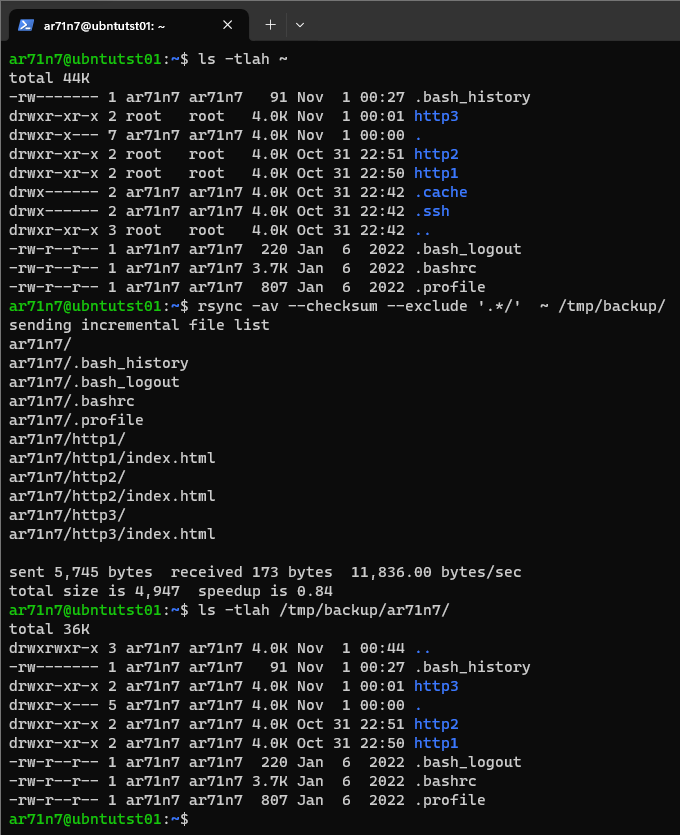 ar71n7@ubntutst01: ~
ar71n7@ubntutst01:~$ ls -tlah ~
total 44K
-rw------- 1 ar71n7 ar71n7   91 Nov  1 00:27 .bash_history
drwxr-xr-x 2 root   root   4.0K Nov  1 00:01 http3
drwxr-x--- 7 ar71n7 ar71n7 4.0K Nov  1 00:00 .
drwxr-xr-x 2 root   root   4.0K Oct 31 22:51 http2
drwxr-xr-x 2 root   root   4.0K Oct 31 22:50 http1
drwx------ 2 ar71n7 ar71n7 4.0K Oct 31 22:42 .cache
drwx------ 2 ar71n7 ar71n7 4.0K Oct 31 22:42 .ssh
drwxr-xr-x 3 root   root   4.0K Oct 31 22:42 ..
-rw-r--r-- 1 ar71n7 ar71n7  220 Jan  6  2022 .bash_logout
-rw-r--r-- 1 ar71n7 ar71n7 3.7K Jan  6  2022 .bashrc
-rw-r--r-- 1 ar71n7 ar71n7  807 Jan  6  2022 .profile
ar71n7@ubntutst01:~$ rsync -av --checksum --exclude '.*/'  ~ /tmp/backup/
sending incremental file list
ar71n7/
ar71n7/.bash_history
ar71n7/.bash_logout
ar71n7/.bashrc
ar71n7/.profile
ar71n7/http1/
ar71n7/http1/index.html
ar71n7/http2/
ar71n7/http2/index.html
ar71n7/http3/
ar71n7/http3/index.html

sent 5,745 bytes  received 173 bytes  11,836.00 bytes/sec
total size is 4,947  speedup is 0.84
ar71n7@ubntutst01:~$ ls -tlah /tmp/backup/ar71n7/
total 36K
drwxrwxr-x 3 ar71n7 ar71n7 4.0K Nov  1 00:44 ..
-rw------- 1 ar71n7 ar71n7   91 Nov  1 00:27 .bash_history
drwxr-xr-x 2 ar71n7 ar71n7 4.0K Nov  1 00:01 http3
drwxr-x--- 5 ar71n7 ar71n7 4.0K Nov  1 00:00 .
drwxr-xr-x 2 ar71n7 ar71n7 4.0K Oct 31 22:51 http2
drwxr-xr-x 2 ar71n7 ar71n7 4.0K Oct 31 22:50 http1
-rw-r--r-- 1 ar71n7 ar71n7  220 Jan  6  2022 .bash_logout
-rw-r--r-- 1 ar71n7 ar71n7 3.7K Jan  6  2022 .bashrc
-rw-r--r-- 1 ar71n7 ar71n7  807 Jan  6  2022 .profile
ar71n7@ubntutst01:~$